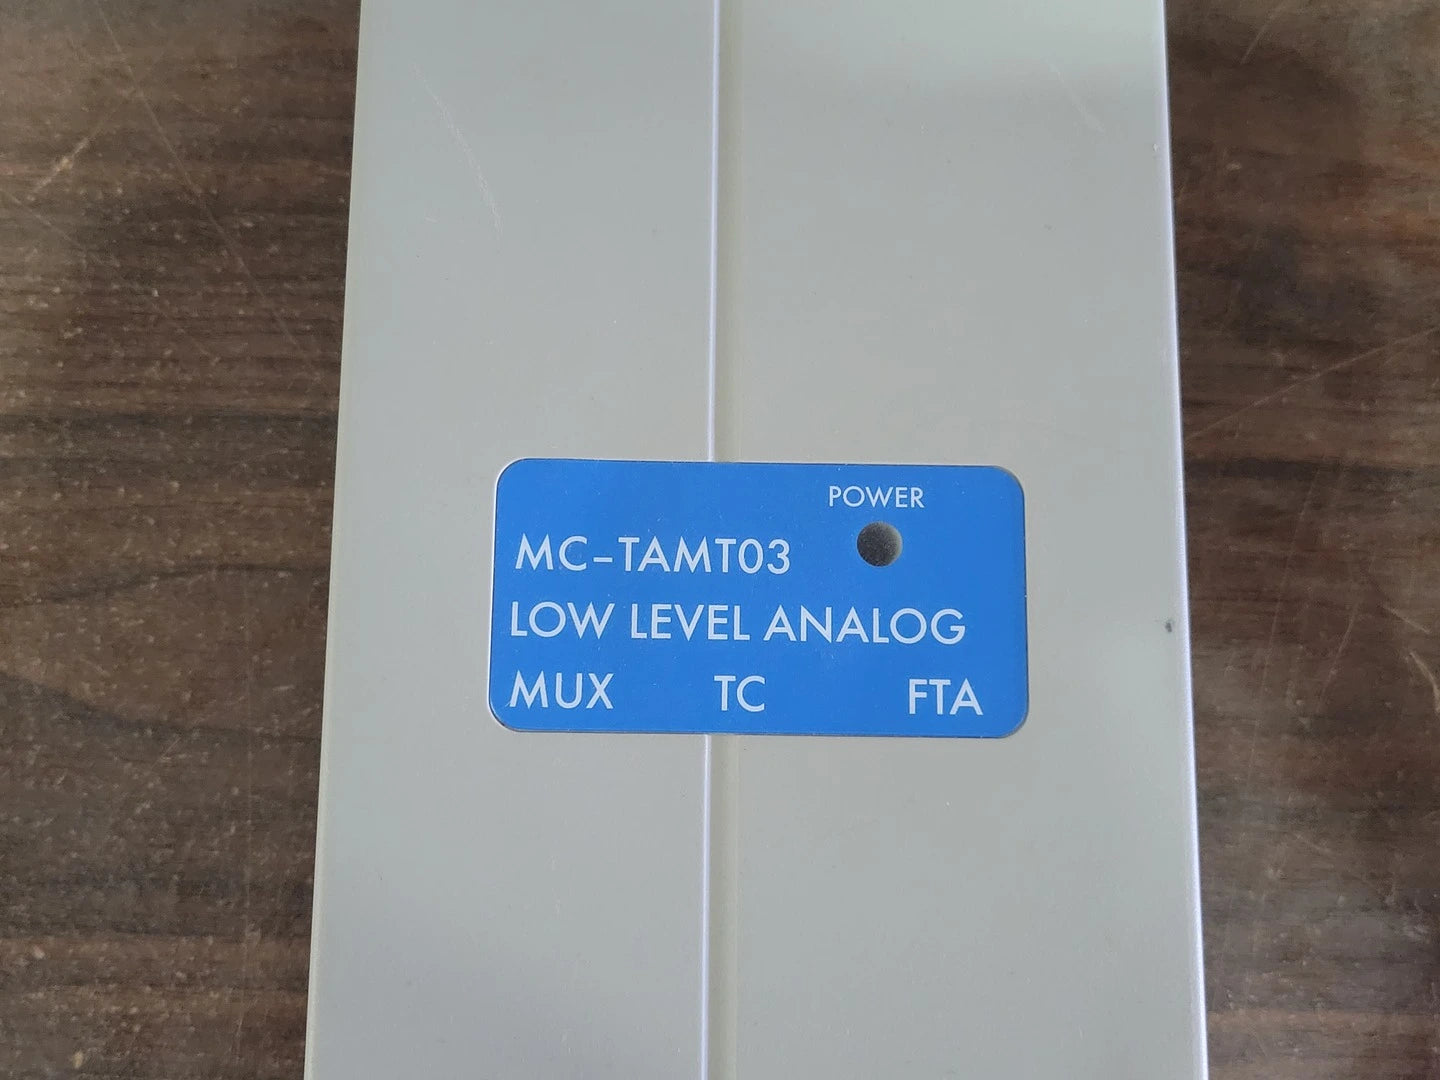 POWER
MC-TAMT03
LOW LEVEL ANALOG
MUX TC FTA